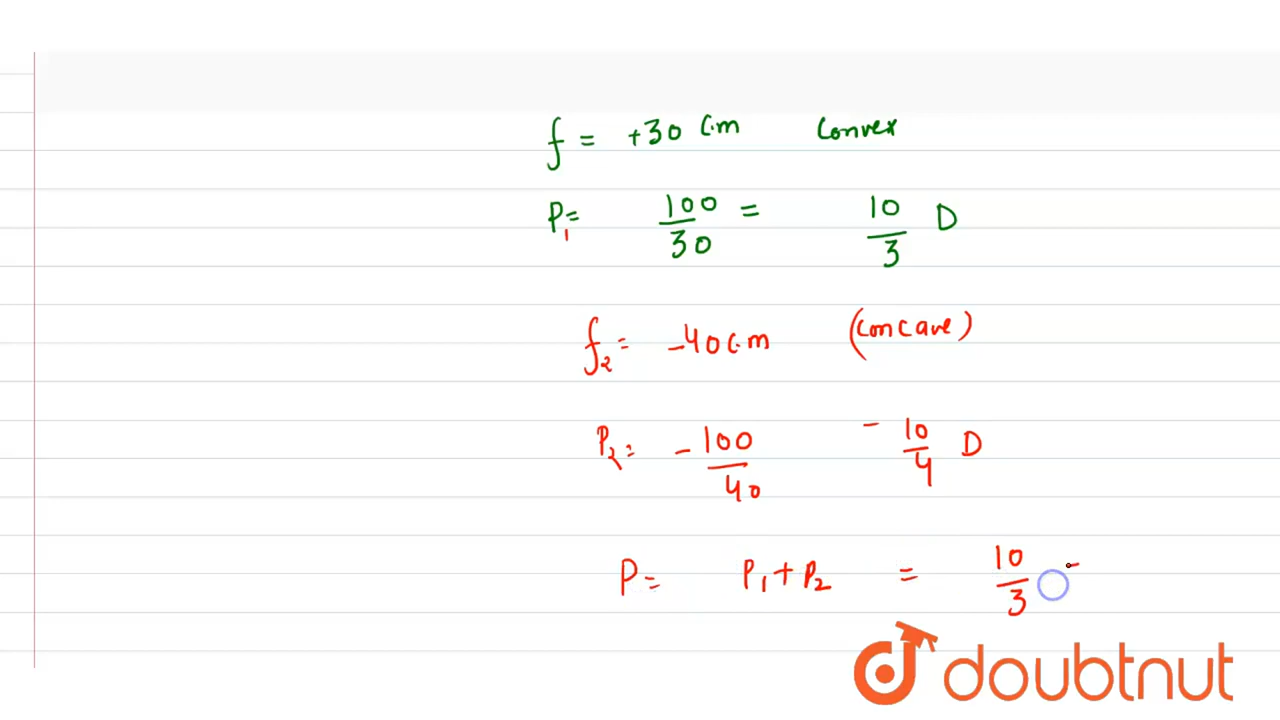 f = +30 Cm Convex
P₁ = 100/30 = 10/3 D
f₂ = -40 Cm (Concave)
P₂ = - 100/40 - 10/4 D
P = P₁ + P₂ = 10/3 -
doubtnut